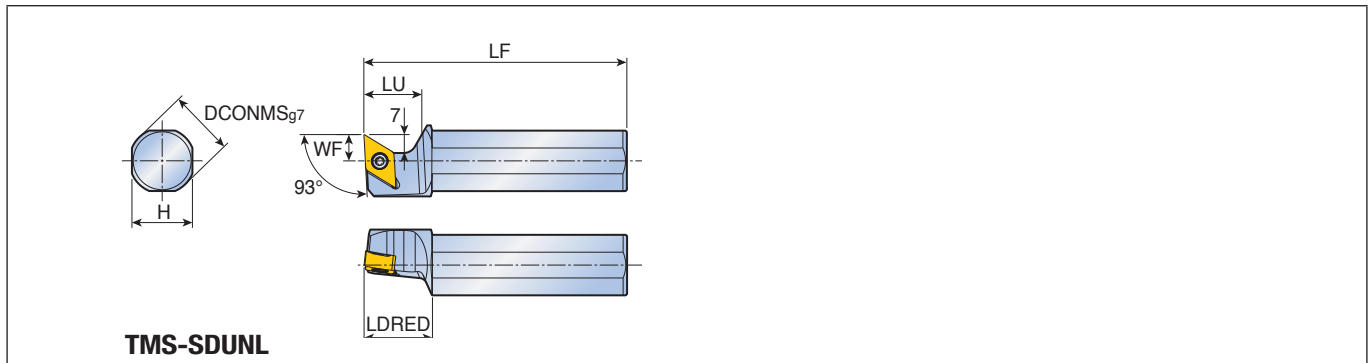 LF
LU
DCONMSg7
7
WF
93°
H
LDRED
TMS-SDUNL